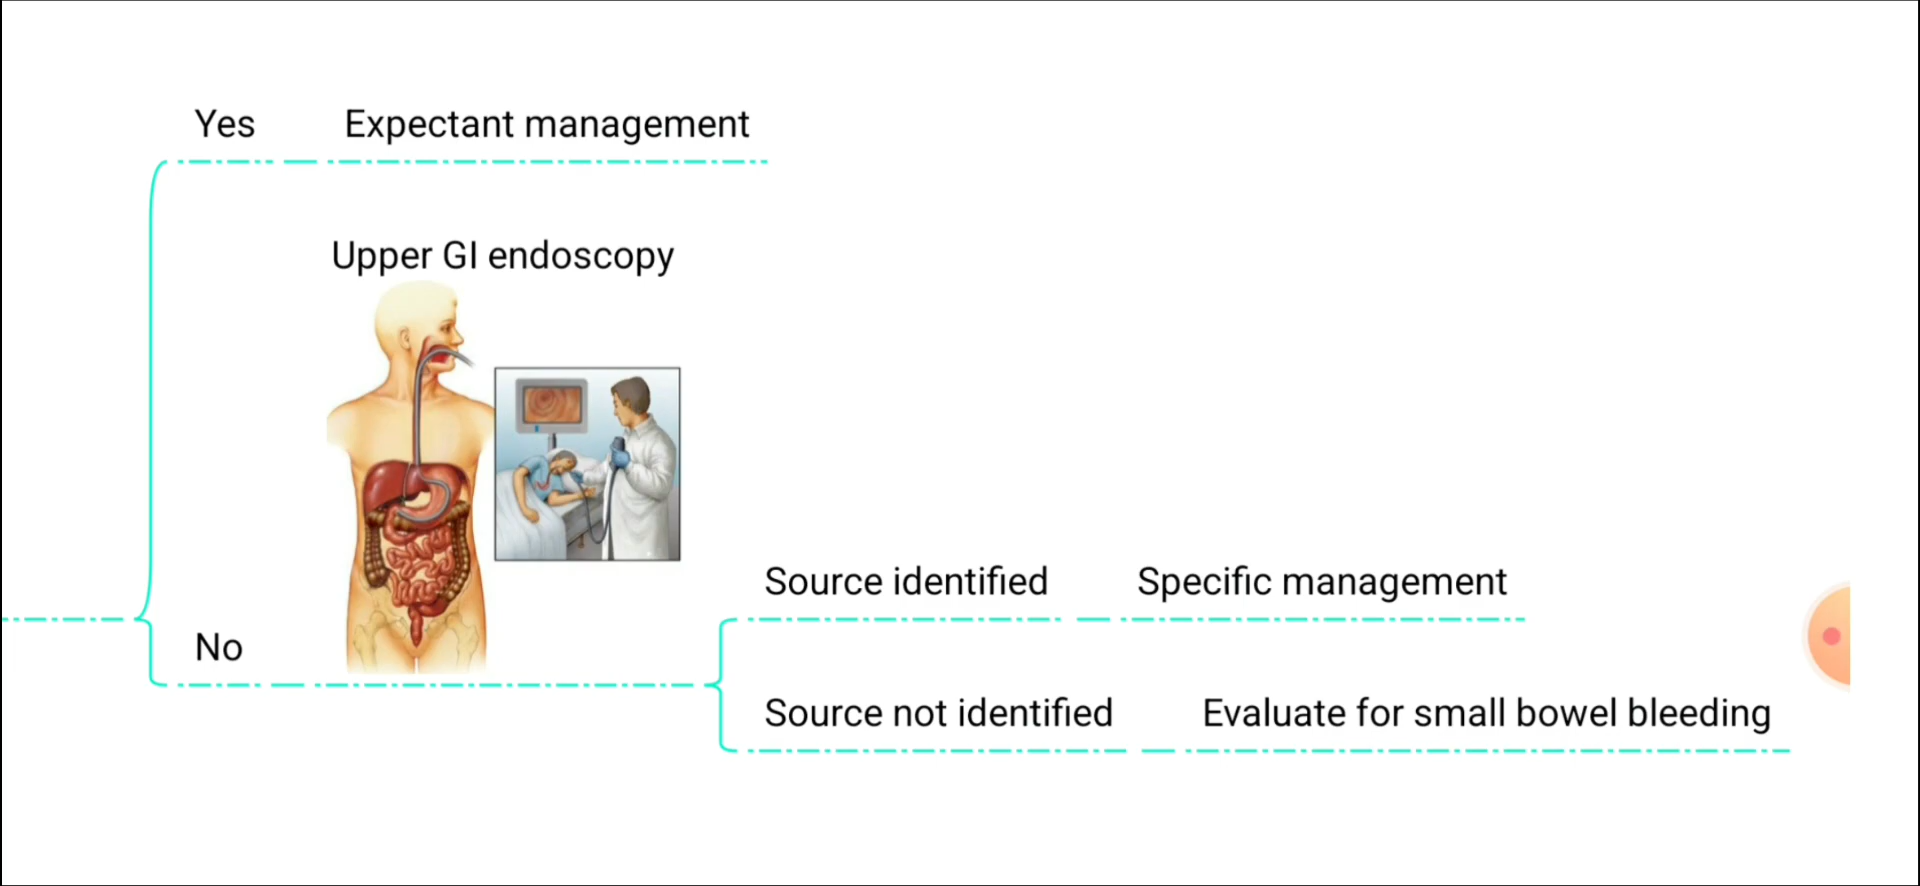 Yes
Expectant management
Upper GI endoscopy
No
Source identified
Specific management
Source not identified
Evaluate for small bowel bleeding